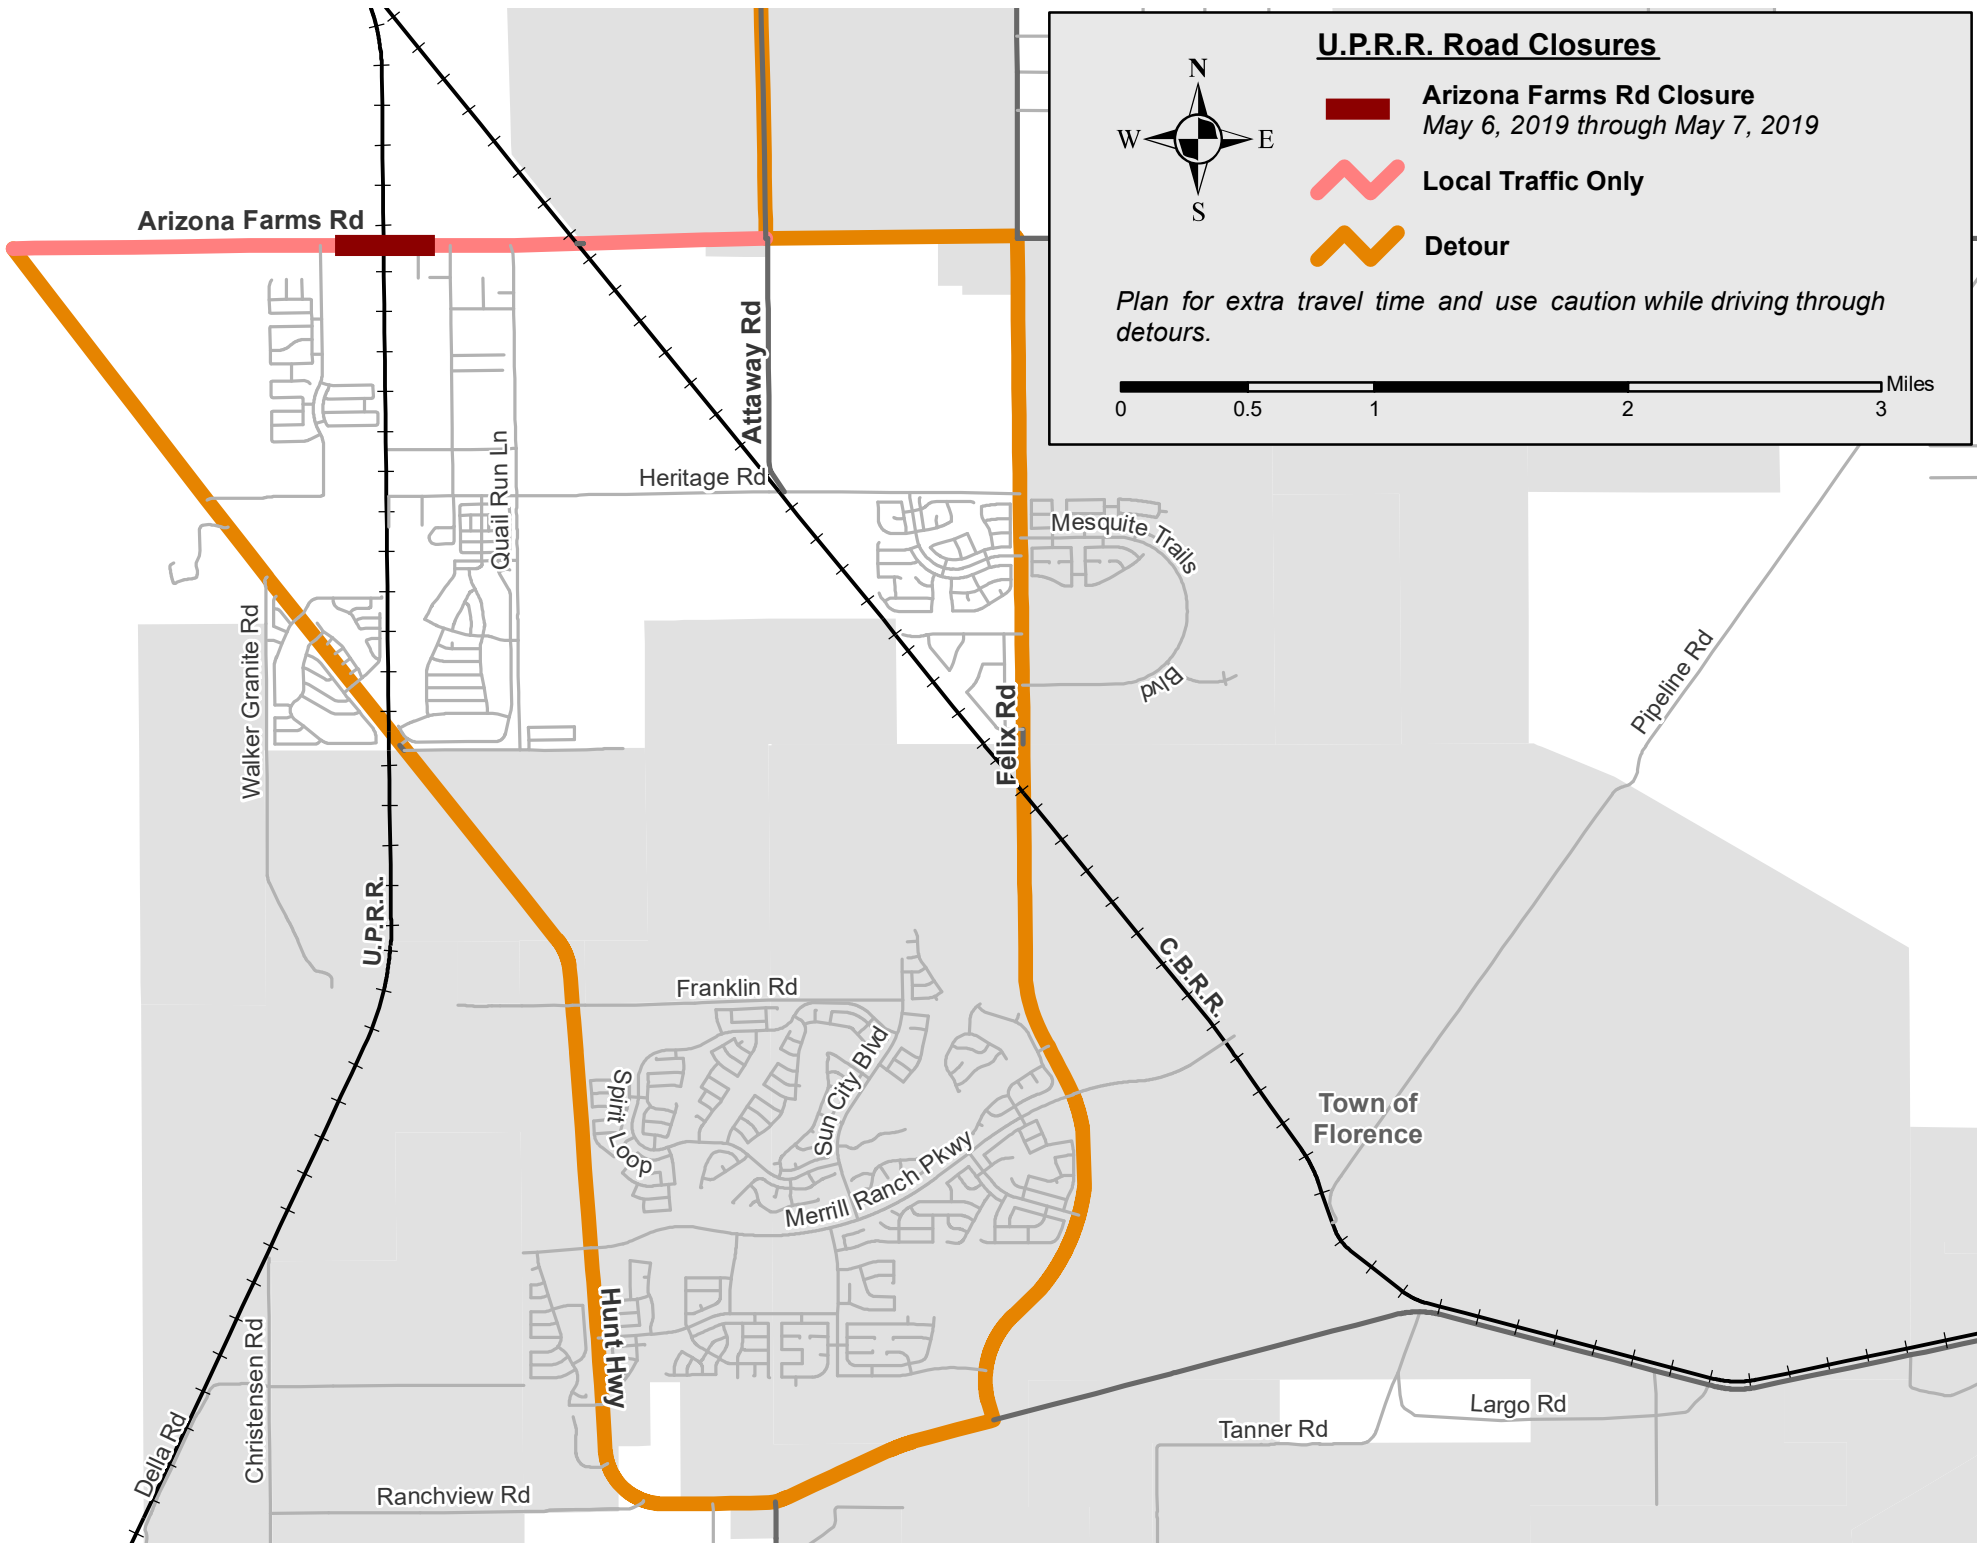 U.P.R.R. Road Closures
N
W
E
S
Arizona Farms Rd Closure
May 6, 2019 through May 7, 2019
Local Traffic Only
Detour
Plan for extra travel time and use caution while driving through
detours.
Miles
0 0.5 1 2 3
Arizona Farms Rd
Attaway Rd
Quail Run Ln
Heritage Rd
Mesquite Trails
Blvd
Walker Granite Rd
Felix Rd
Pipeline Rd
U.P.R.R.
C.B.R.R.
Franklin Rd
Sun City Blvd
Spirit Loop
Town of
Florence
Merrill Ranch Pkwy
Hunt Hwy
Christensen Rd
Della Rd
Largo Rd
Tanner Rd
Ranchview Rd